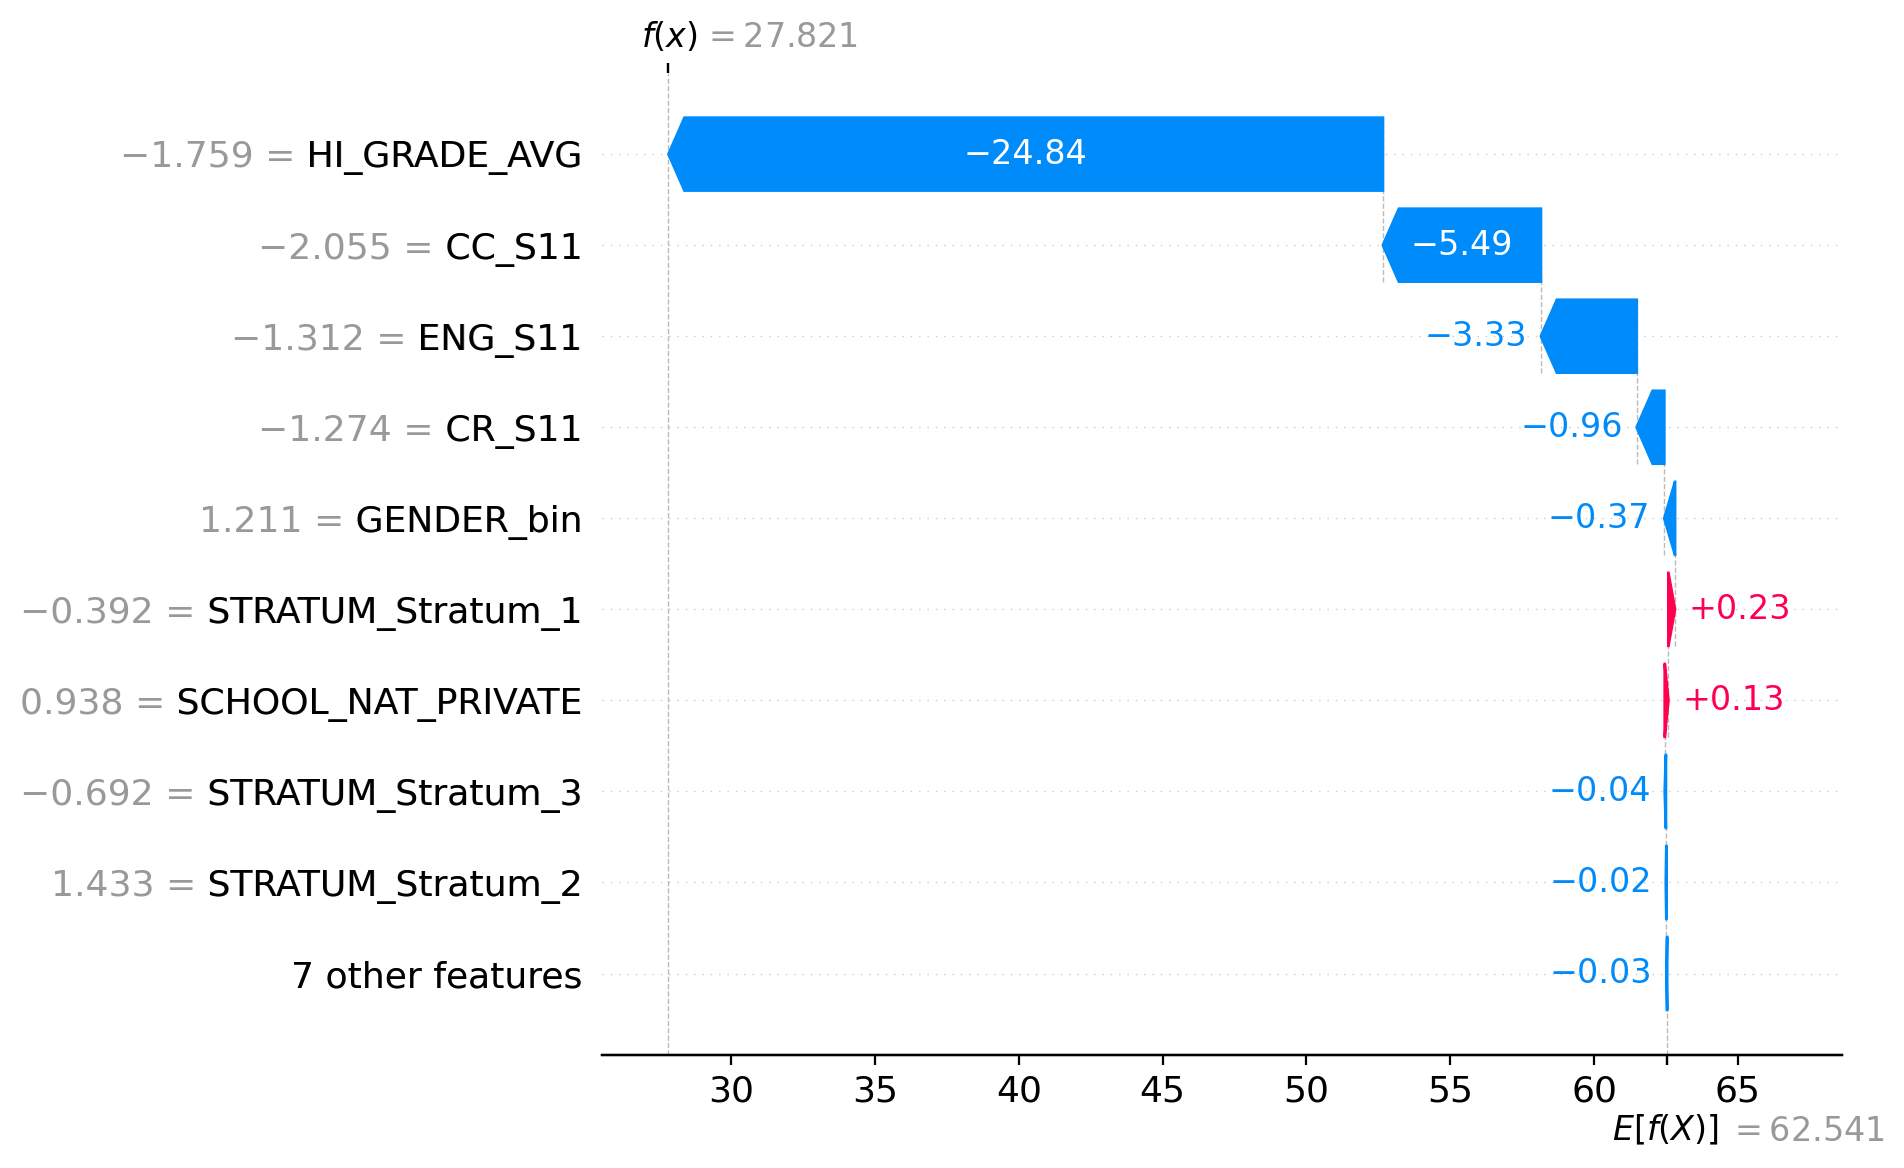 f(x) = 27.821
−1.759 = HI_GRADE_AVG −24.84
−2.055 = CC_S11 −5.49
−1.312 = ENG_S11 −3.33
−1.274 = CR_S11 −0.96
1.211 = GENDER_bin −0.37
−0.392 = STRATUM_Stratum_1 +0.23
0.938 = SCHOOL_NAT_PRIVATE +0.13
−0.692 = STRATUM_Stratum_3 −0.04
1.433 = STRATUM_Stratum_2 −0.02
7 other features −0.03
30 35 40 45 50 55 60 65
E[f(X)] = 62.541